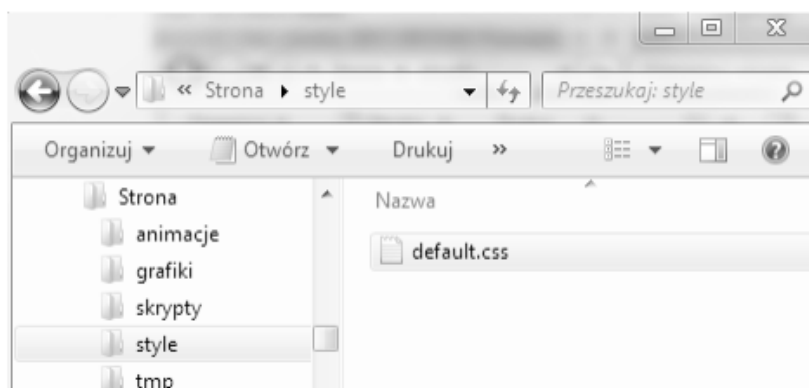 « Strona ▸ style
Przeszukaj: style
Organizuj
Otwórz
Drukuj
»
Strona
animacje
grafiki
skrypty
style
tmp
Nazwa
default.css